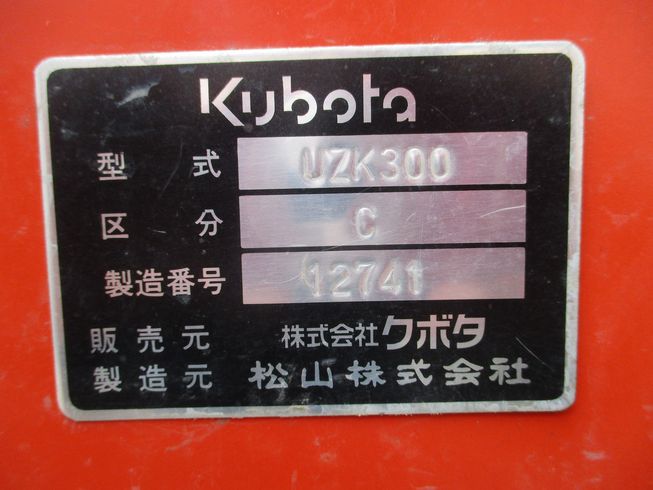 Kubota
型式 UZK300
区分 C
製造番号 12741
販売元 株式会社クボタ
製造元 松山株式会社